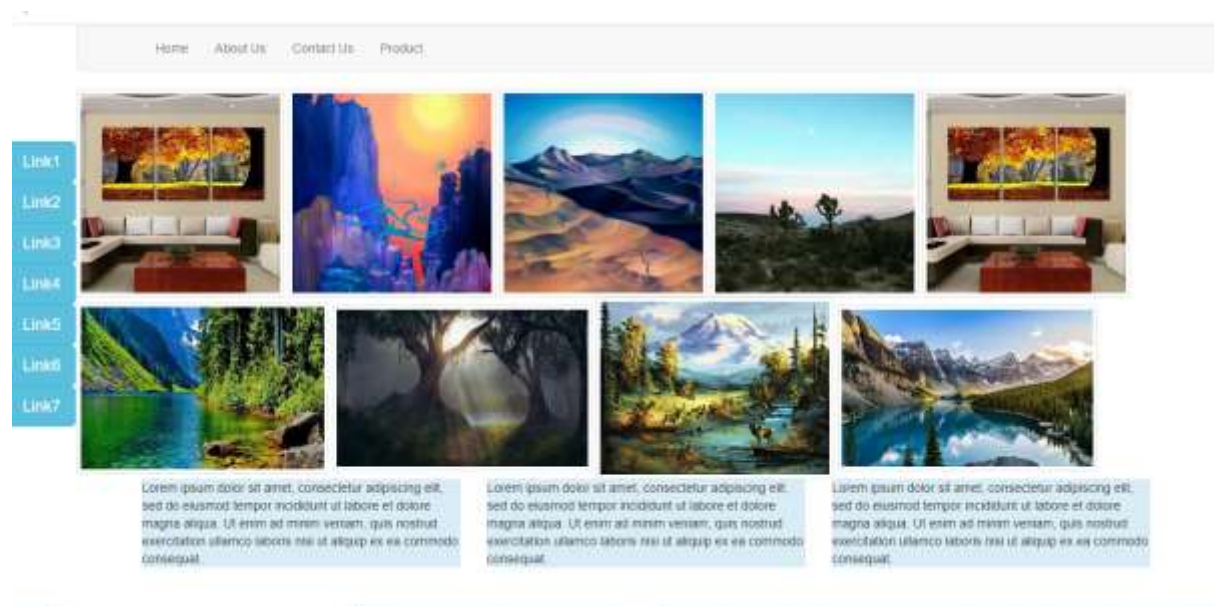 Home About Us Contact Us Product
Link1
Link2
Link3
Link4
Link5
Link6
Link7
Lorem ipsum dolor sit amet, consectetur adipiscing elit,
sed do eiusmod tempor incididunt ut labore et dolore
magna aliqua. Ut enim ad minim veniam, quis nostrud
exercitation ullamco laboris nisi ut aliquip ex ea commodo
consequat.
Lorem ipsum dolor sit amet, consectetur adipiscing elit,
sed do eiusmod tempor incididunt ut labore et dolore
magna aliqua. Ut enim ad minim veniam, quis nostrud
exercitation ullamco laboris nisi ut aliquip ex ea commodo
consequat.
Lorem ipsum dolor sit amet, consectetur adipiscing elit,
sed do eiusmod tempor incididunt ut labore et dolore
magna aliqua. Ut enim ad minim veniam, quis nostrud
exercitation ullamco laboris nisi ut aliquip ex ea commodo
consequat.